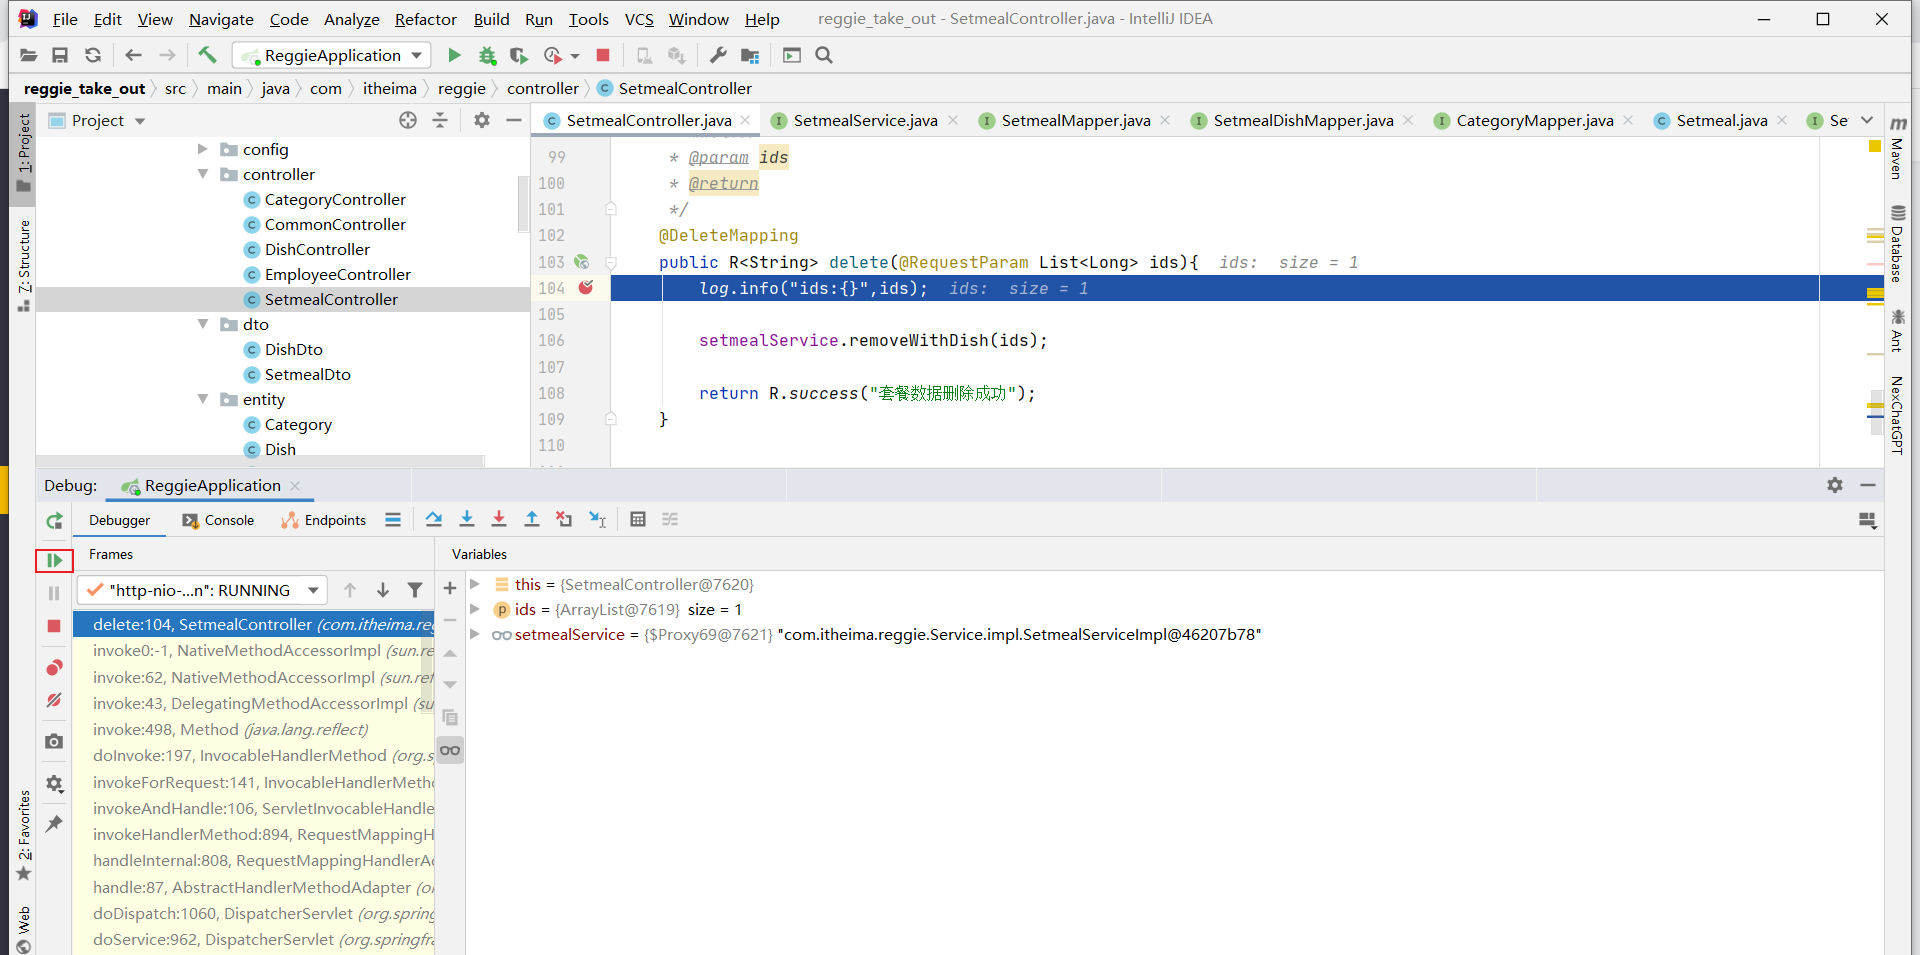 File Edit View Navigate Code Analyze Refactor Build Run Tools VCS Window Help reggie_take_out - SetmealController.java - IntelliJ IDEA
ReggieApplication
reggie_take_out src main java com itheima reggie controller SetmealController
Project
SetmealController.java SetmealService.java SetmealMapper.java SetmealDishMapper.java CategoryMapper.java Setmeal.java Se
1: Project
Z: Structure
2: Favorites
Web
config
controller
CategoryController
CommonController
DishController
EmployeeController
SetmealController
dto
DishDto
SetmealDto
entity
Category
Dish
99 * @param ids
100 * @return
101 */
102 @DeleteMapping
103 public R<String> delete(@RequestParam List<Long> ids){ ids: size = 1
104 log.info("ids:{}",ids); ids: size = 1
105
106 setmealService.removeWithDish(ids);
107
108 return R.success("套餐数据删除成功");
109 }
110
Maven
Database
Ant
NexChatGPT
Debug: ReggieApplication
Debugger Console Endpoints
Frames
Variables
"http-nio-...n": RUNNING
delete:104, SetmealController (com.itheima.reg
invoke0:-1, NativeMethodAccessorImpl (sun.re
invoke:62, NativeMethodAccessorImpl (sun.ref
invoke:43, DelegatingMethodAccessorImpl (su
invoke:498, Method (java.lang.reflect)
doInvoke:197, InvocableHandlerMethod (org.s
invokeForRequest:141, InvocableHandlerMetho
invokeAndHandle:106, ServletInvocableHandle
invokeHandlerMethod:894, RequestMappingH
handleInternal:808, RequestMappingHandlerAd
handle:87, AbstractHandlerMethodAdapter (o
doDispatch:1060, DispatcherServlet (org.spring
doService:962, DispatcherServlet (org.springfra
this = {SetmealController@7620}
ids = {ArrayList@7619} size = 1
setmealService = {$Proxy69@7621} "com.itheima.reggie.Service.impl.SetmealServiceImpl@46207b78"